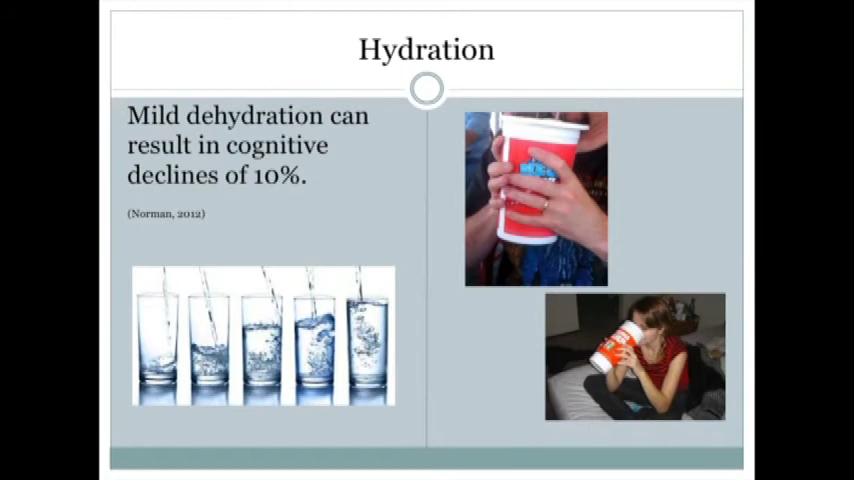 Hydration
Mild dehydration can
result in cognitive
declines of 10%.
(Norman, 2012)